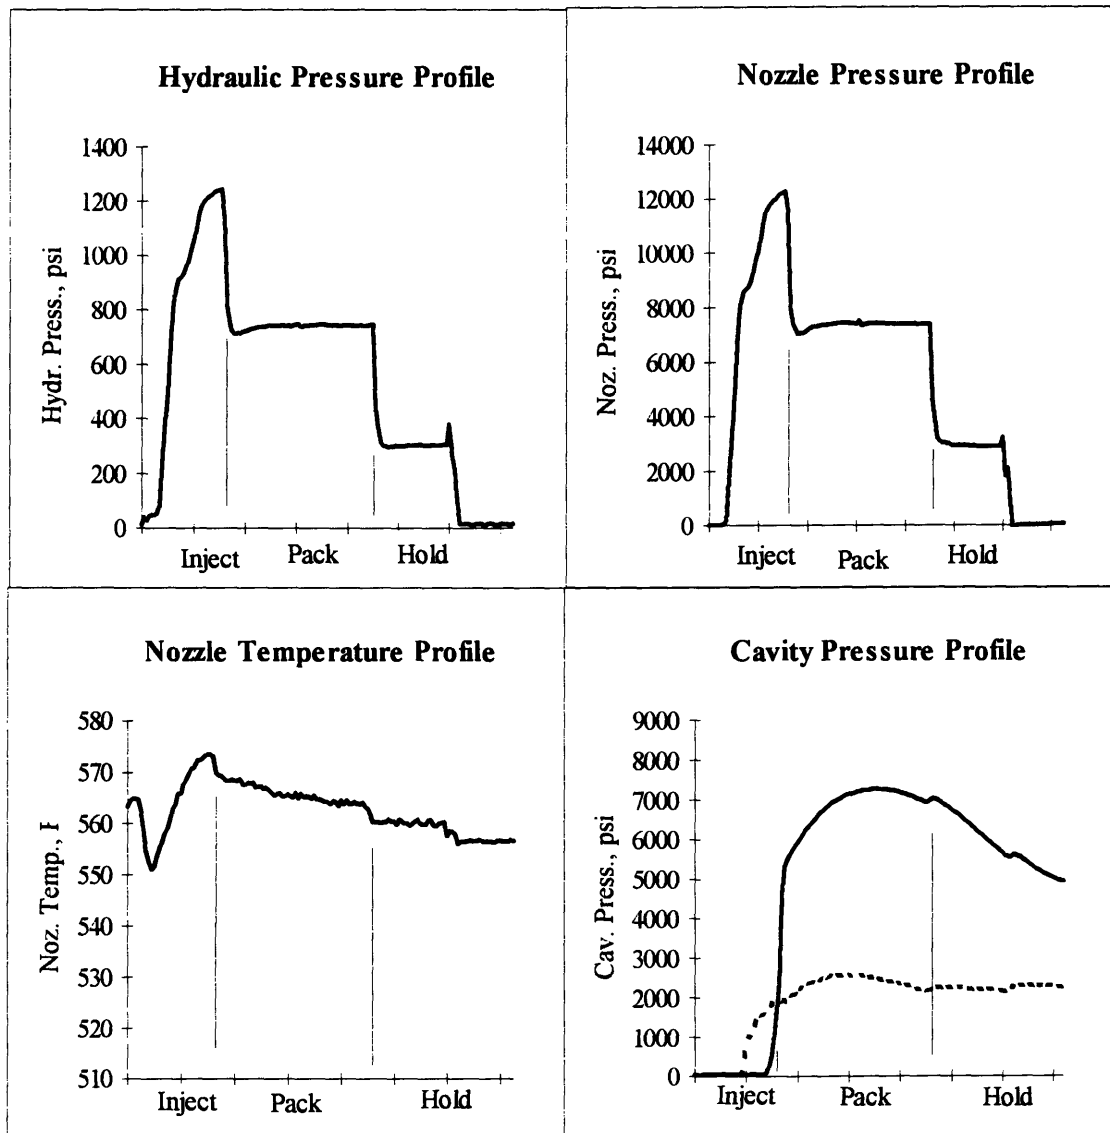 Hydraulic Pressure Profile
1400
1200
1000
800
600
400
200
0
Hydr. Press., psi
Inject Pack Hold
Nozzle Pressure Profile
14000
12000
10000
8000
6000
4000
2000
0
Noz. Press., psi
Inject Pack Hold
Nozzle Temperature Profile
580
570
560
550
540
530
520
510
Noz. Temp., F
Inject Pack Hold
Cavity Pressure Profile
9000
8000
7000
6000
5000
4000
3000
2000
1000
0
Cav. Press., psi
Inject Pack Hold